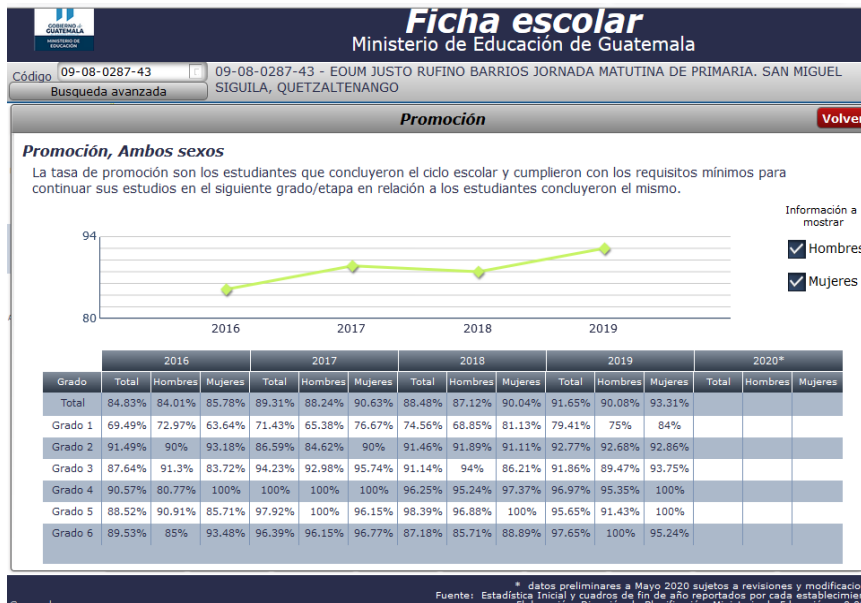 GOBIERNO de
GUATEMALA
MINISTERIO DE
EDUCACIÓN
Ficha escolar
Ministerio de Educación de Guatemala
Código 09-08-0287-43
Busqueda avanzada
09-08-0287-43 - EOUM JUSTO RUFINO BARRIOS JORNADA MATUTINA DE PRIMARIA. SAN MIGUEL
SIGUILA, QUETZALTENANGO
Promoción
Volver
Promoción, Ambos sexos
La tasa de promoción son los estudiantes que concluyeron el ciclo escolar y cumplieron con los requisitos mínimos para
continuar sus estudios en el siguiente grado/etapa en relación a los estudiantes concluyeron el mismo.
Información a
mostrar
Hombres
Mujeres
94
80
2016 2017 2018 2019
2016 2017 2018 2019 2020*
Grado Total Hombres Mujeres Total Hombres Mujeres Total Hombres Mujeres Total Hombres Mujeres Total Hombres Mujeres
Total 84.83% 84.01% 85.78% 89.31% 88.24% 90.63% 88.48% 87.12% 90.04% 91.65% 90.08% 93.31%
Grado 1 69.49% 72.97% 63.64% 71.43% 65.38% 76.67% 74.56% 68.85% 81.13% 79.41% 75% 84%
Grado 2 91.49% 90% 93.18% 86.59% 84.62% 90% 91.46% 91.89% 91.11% 92.77% 92.68% 92.86%
Grado 3 87.64% 91.3% 83.72% 94.23% 92.98% 95.74% 91.14% 94% 86.21% 91.86% 89.47% 93.75%
Grado 4 90.57% 80.77% 100% 100% 100% 100% 96.25% 95.24% 97.37% 96.97% 95.35% 100%
Grado 5 88.52% 90.91% 85.71% 97.92% 100% 96.15% 98.39% 96.88% 100% 95.65% 91.43% 100%
Grado 6 89.53% 85% 93.48% 96.39% 96.15% 96.77% 87.18% 85.71% 88.89% 97.65% 100% 95.24%
* datos preliminares a Mayo 2020 sujetos a revisiones y modificacio
Fuente: Estadística Inicial y cuadros de fin de año reportados por cada establecimien